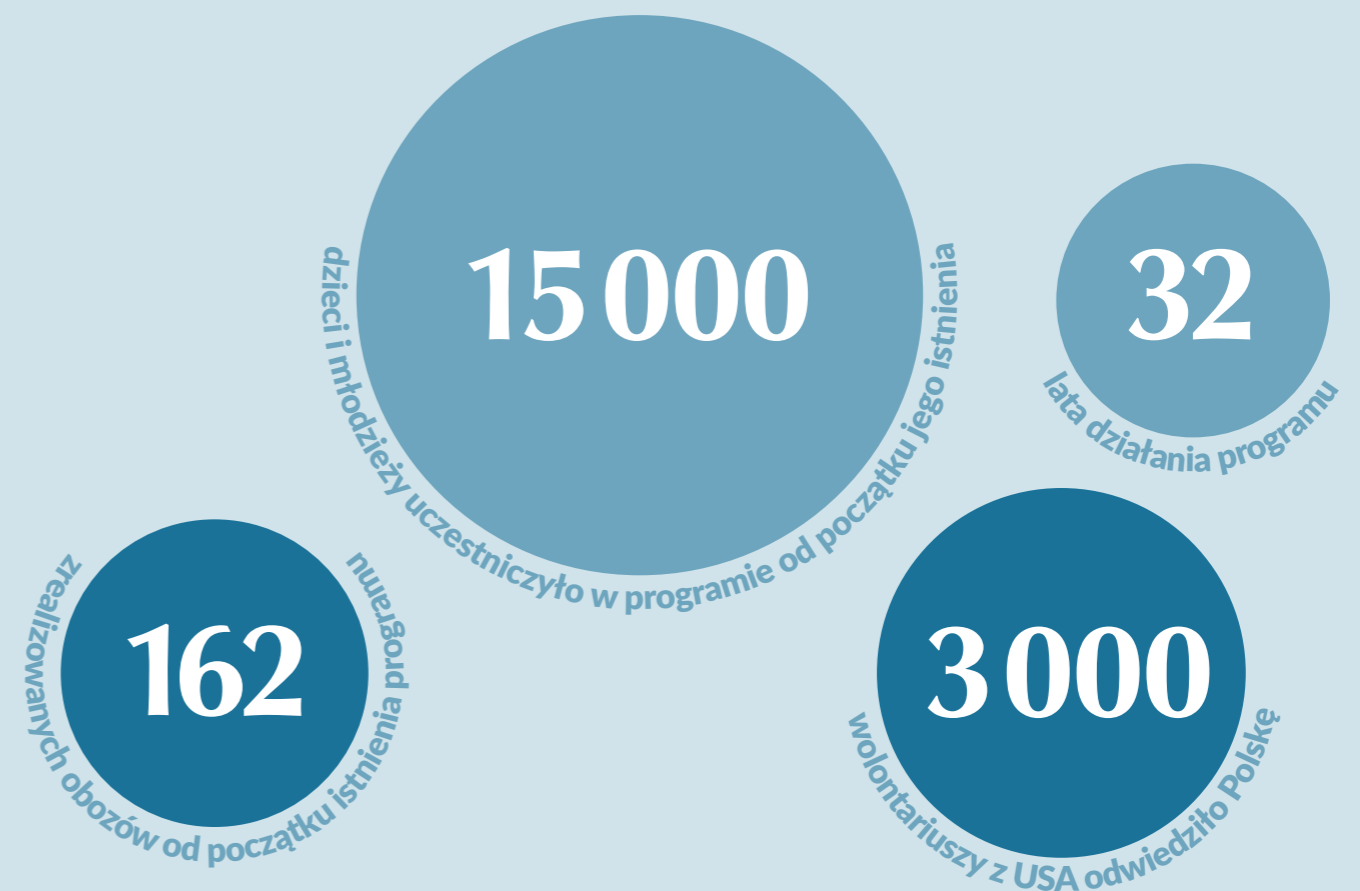 15 000
dzieci i młodzieży uczestniczyło w programie od początku jego istnienia
32
lata działania programu
162
zrealizowanych obozów od początku istnienia programu
3 000
wolontariuszy z USA odwiedziło Polskę